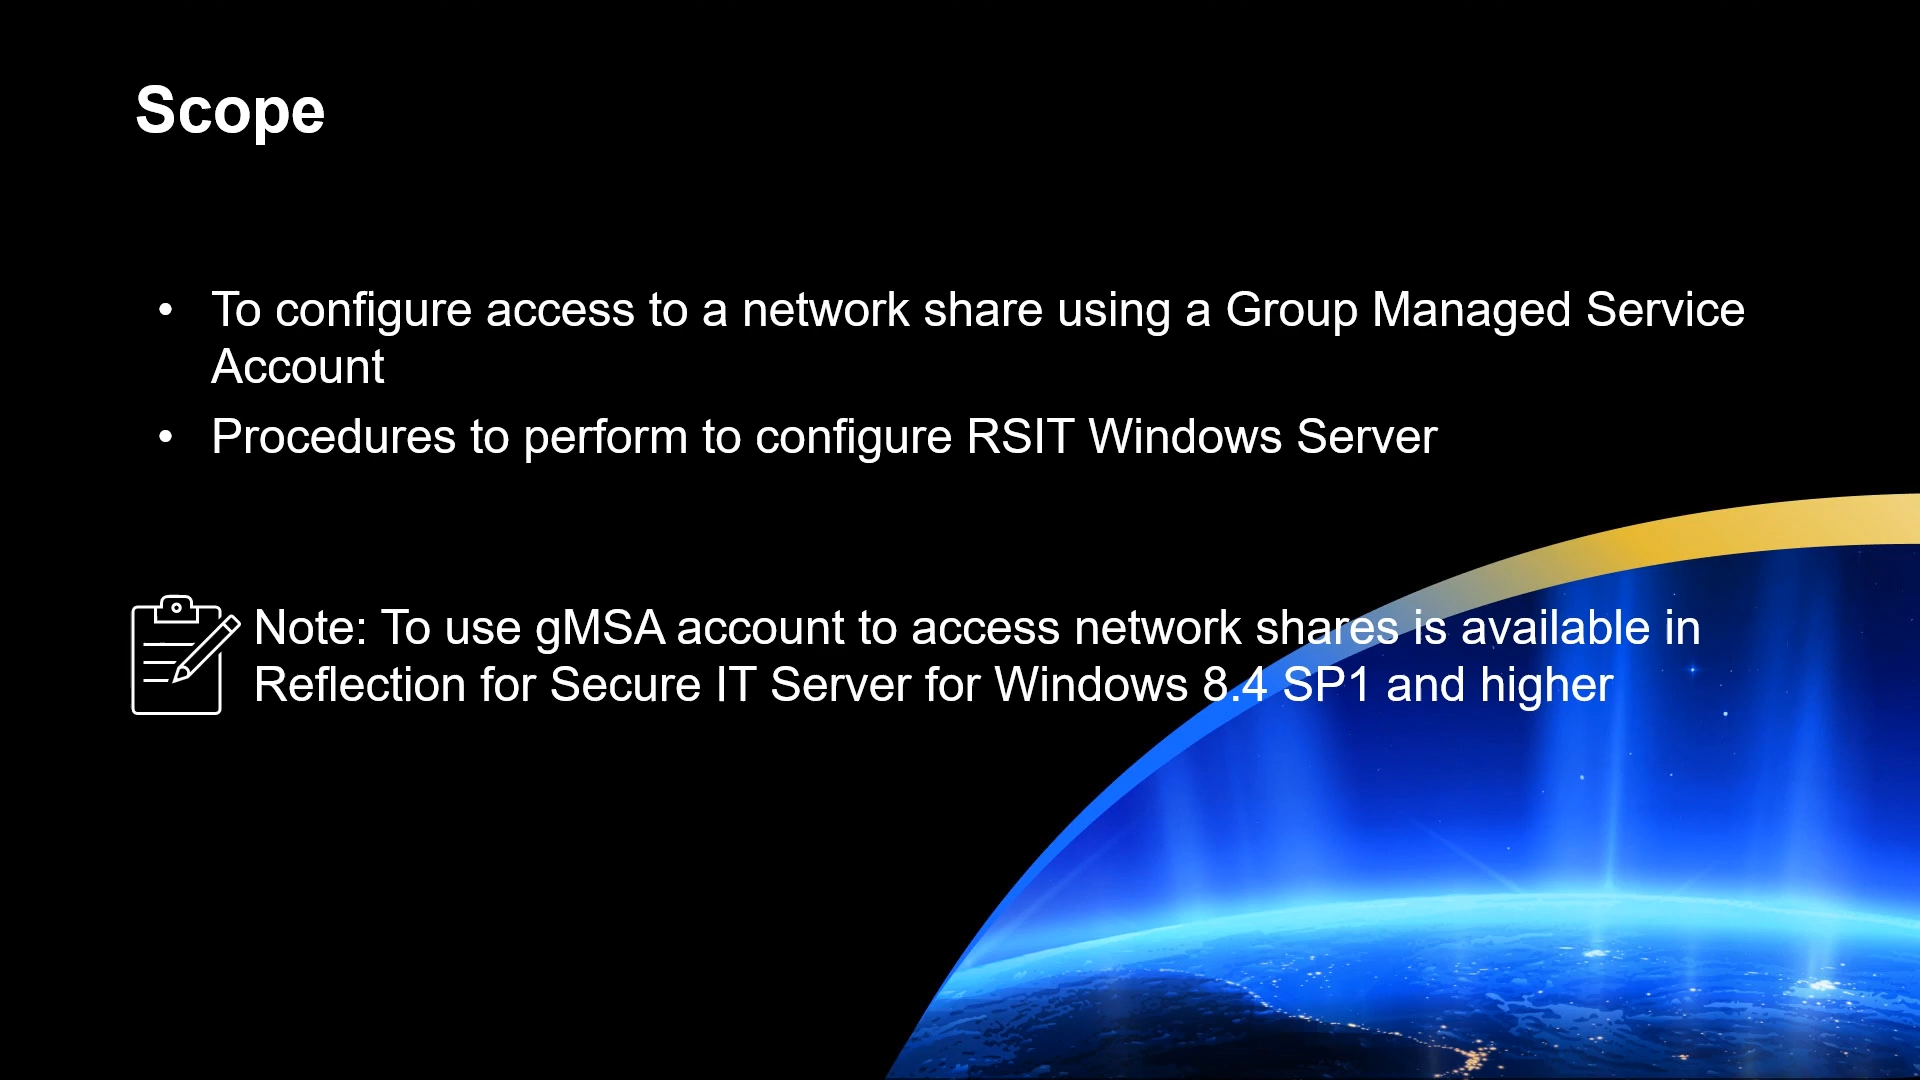 Scope
• To configure access to a network share using a Group Managed Service
Account
• Procedures to perform to configure RSIT Windows Server
Note: To use gMSA account to access network shares is available in
Reflection for Secure IT Server for Windows 8.4 SP1 and higher